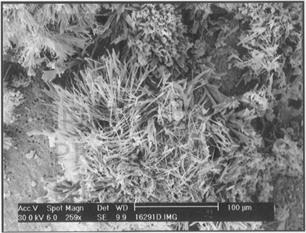 Acc.V Spot Magn Det WD 100 μm
30.0 kV 6.0 259x SE 9.9 16291D.IMG